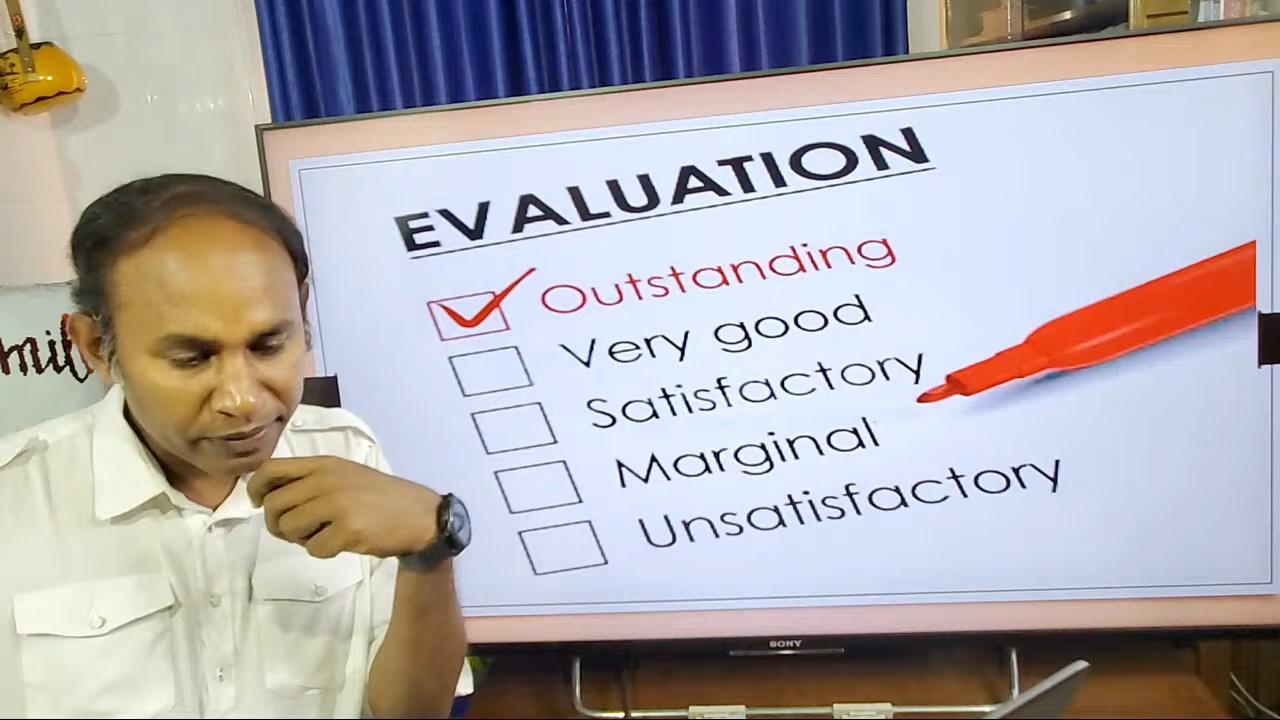 EVALUATION
Outstanding
Very good
Satisfactory
Marginal
Unsatisfactory
SONY